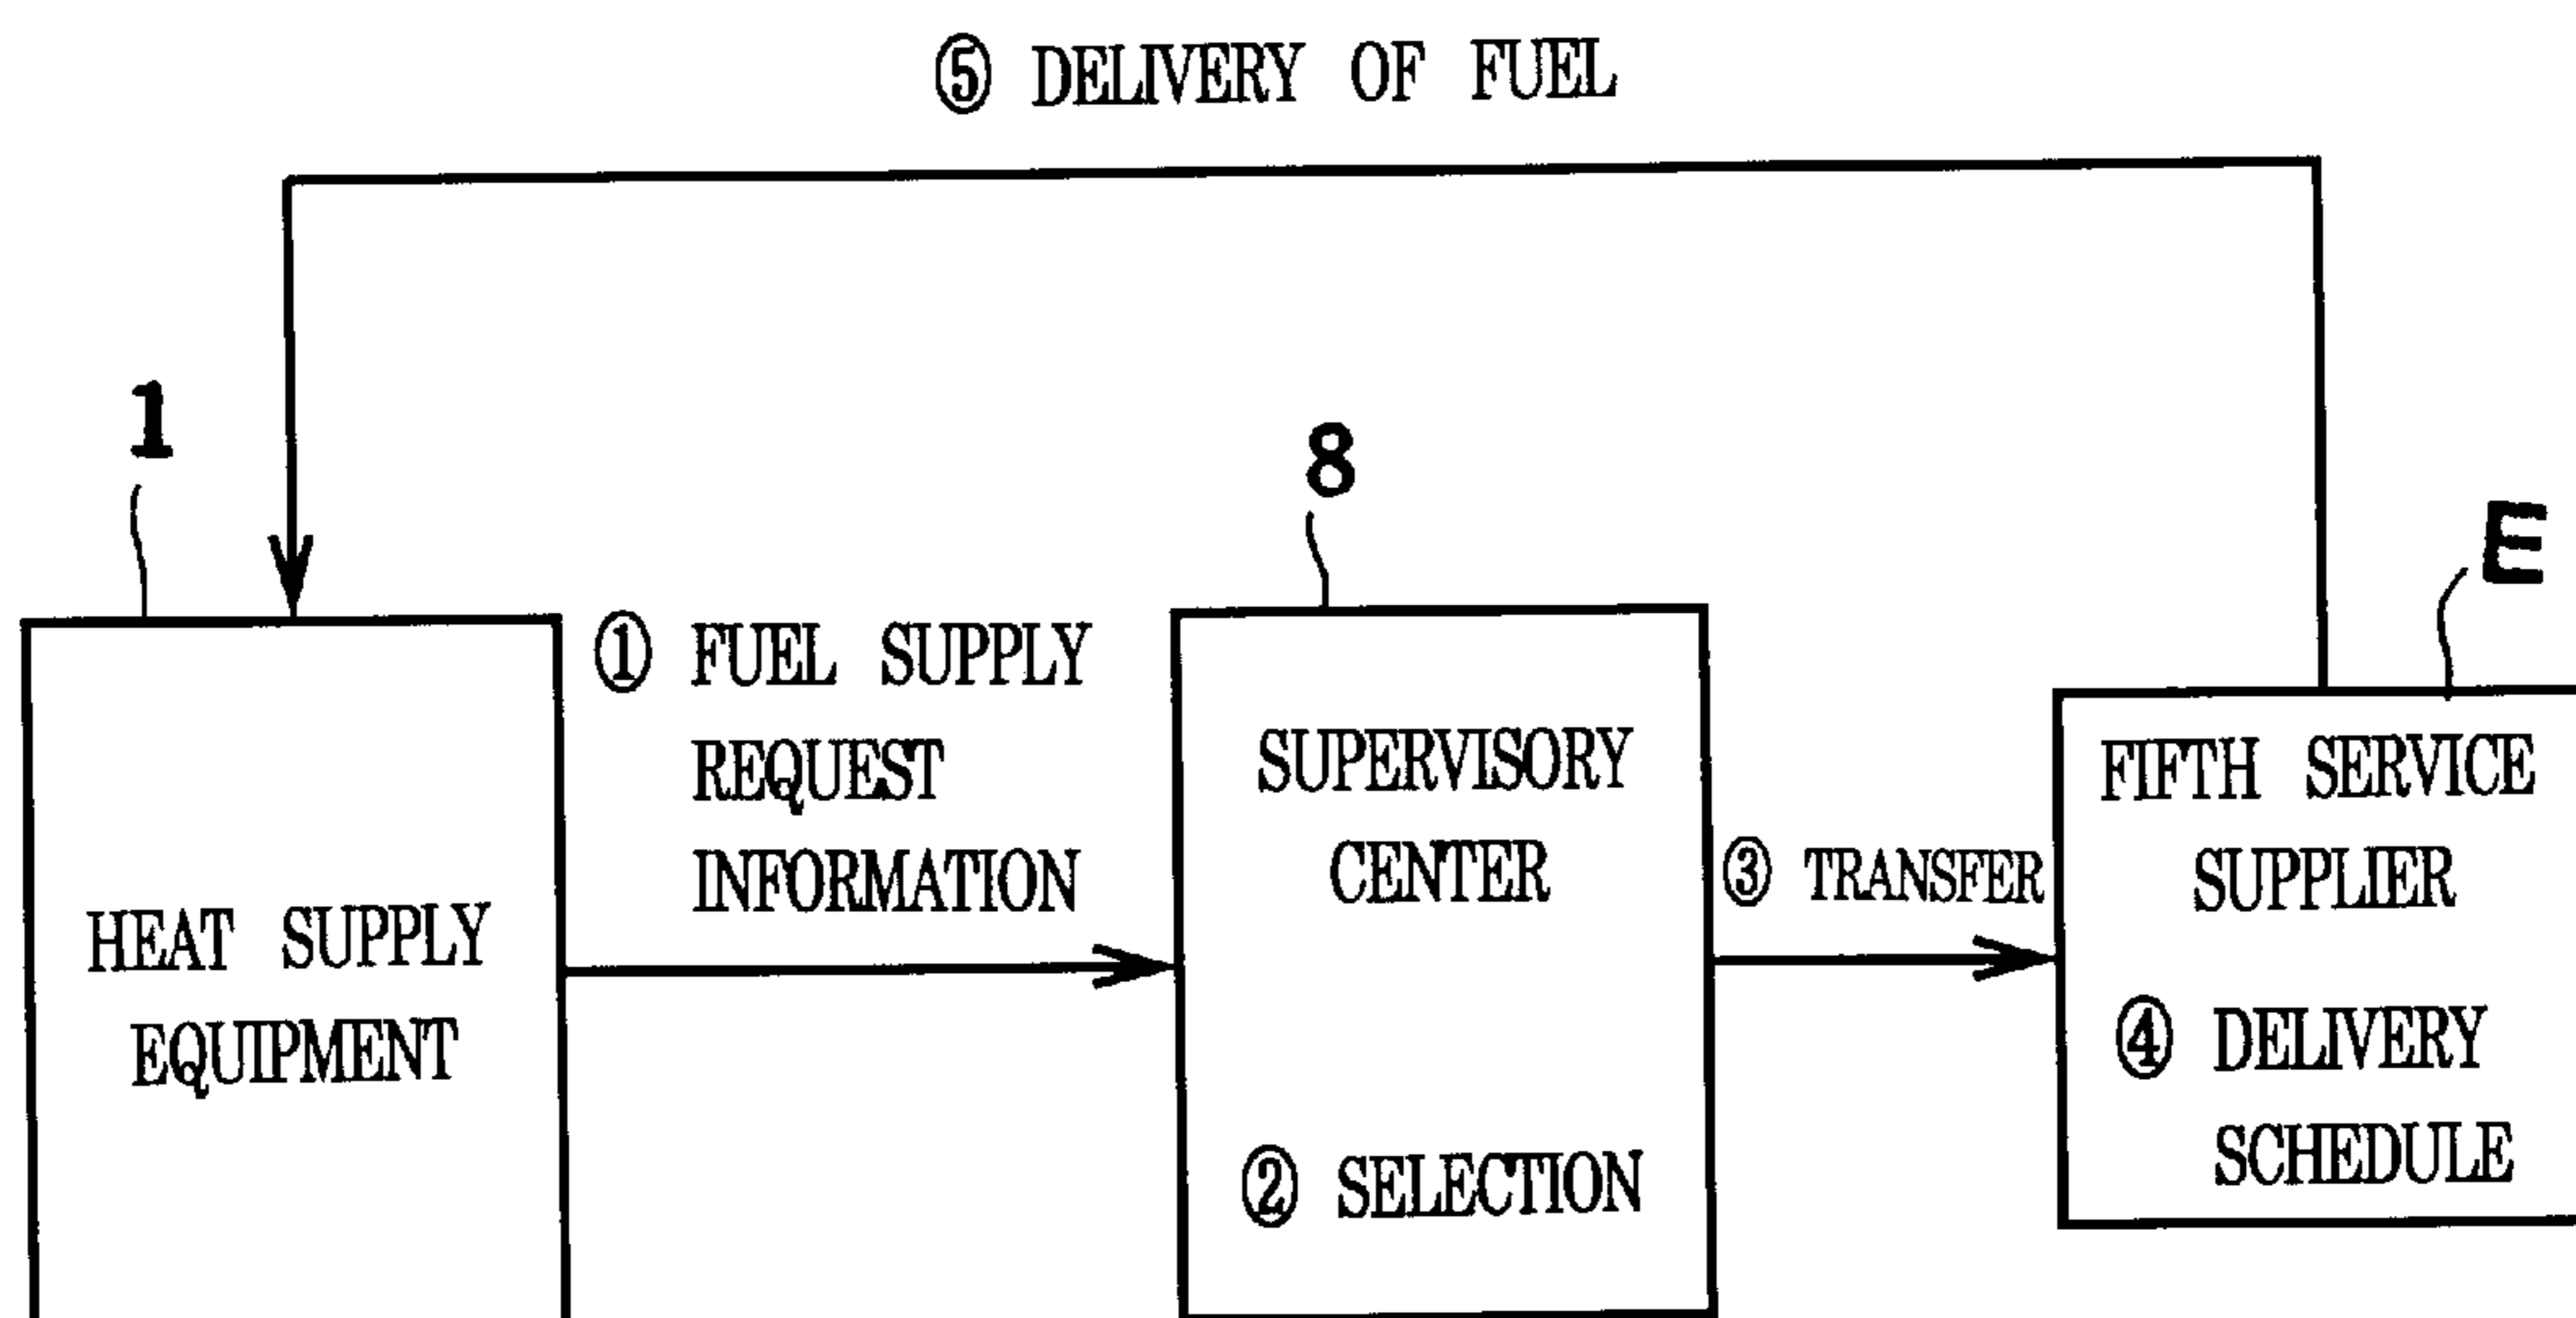 ⑤ DELIVERY OF FUEL
1
8
E
① FUEL SUPPLY
REQUEST
INFORMATION
HEAT SUPPLY
EQUIPMENT
SUPERVISORY
CENTER
② SELECTION
③ TRANSFER
FIFTH SERVICE
SUPPLIER
④ DELIVERY
SCHEDULE